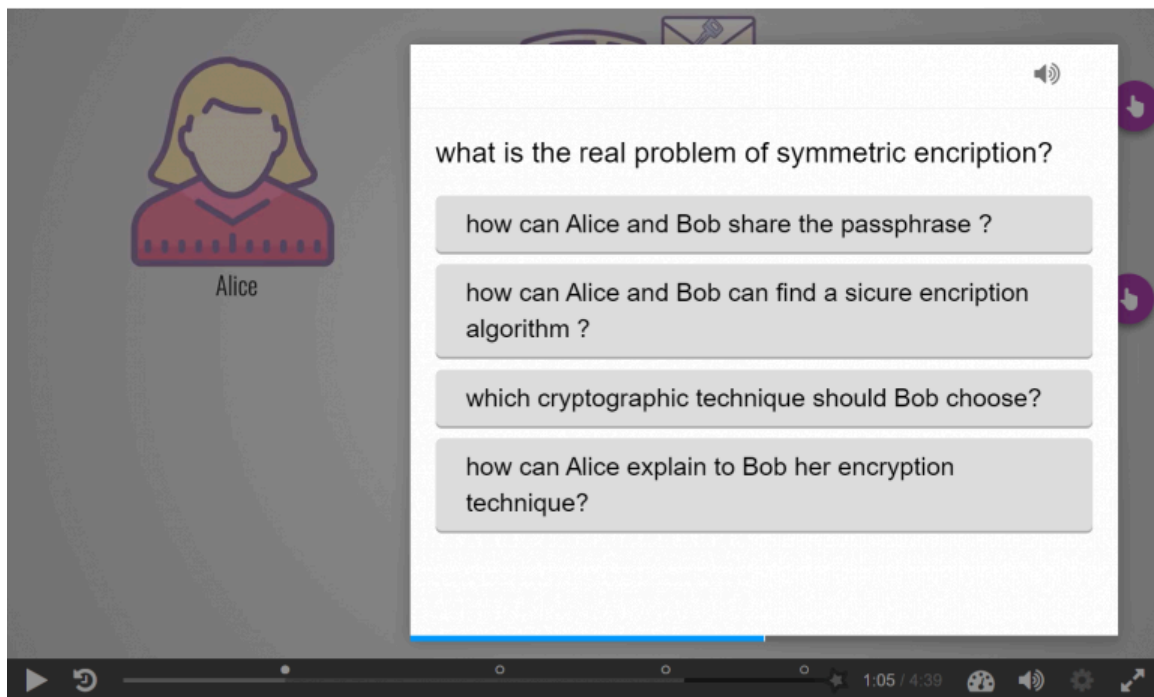 what is the real problem of symmetric encription?
how can Alice and Bob share the passphrase ?
how can Alice and Bob can find a sicure encription
algorithm ?
which cryptographic technique should Bob choose?
how can Alice explain to Bob her encryption
technique?
Alice
1:05 / 4:39